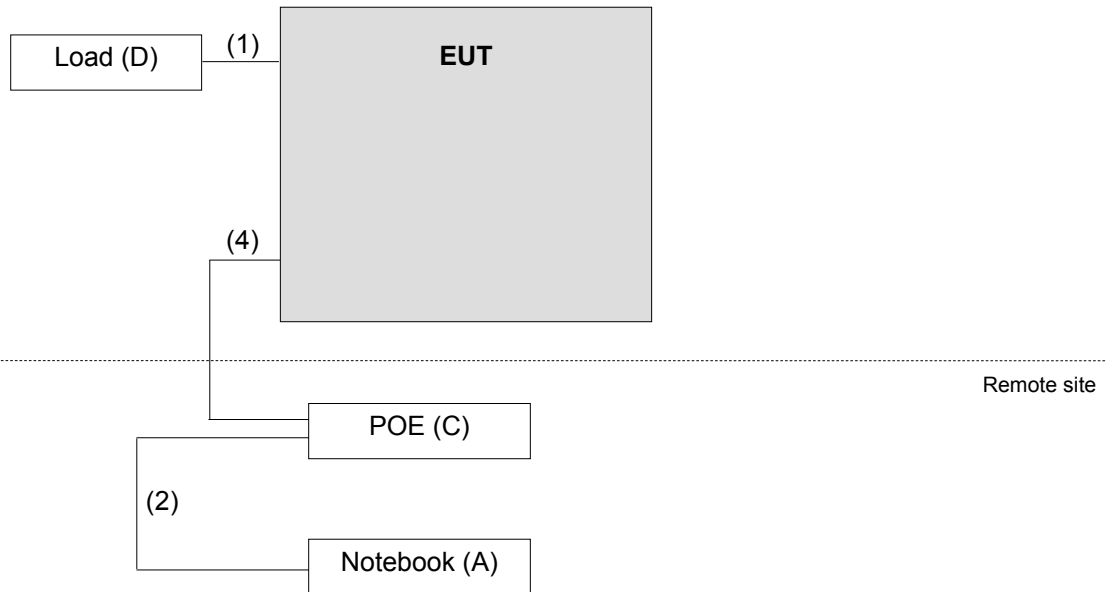 Load (D)
(1)
EUT
(4)
Remote site
POE (C)
(2)
Notebook (A)